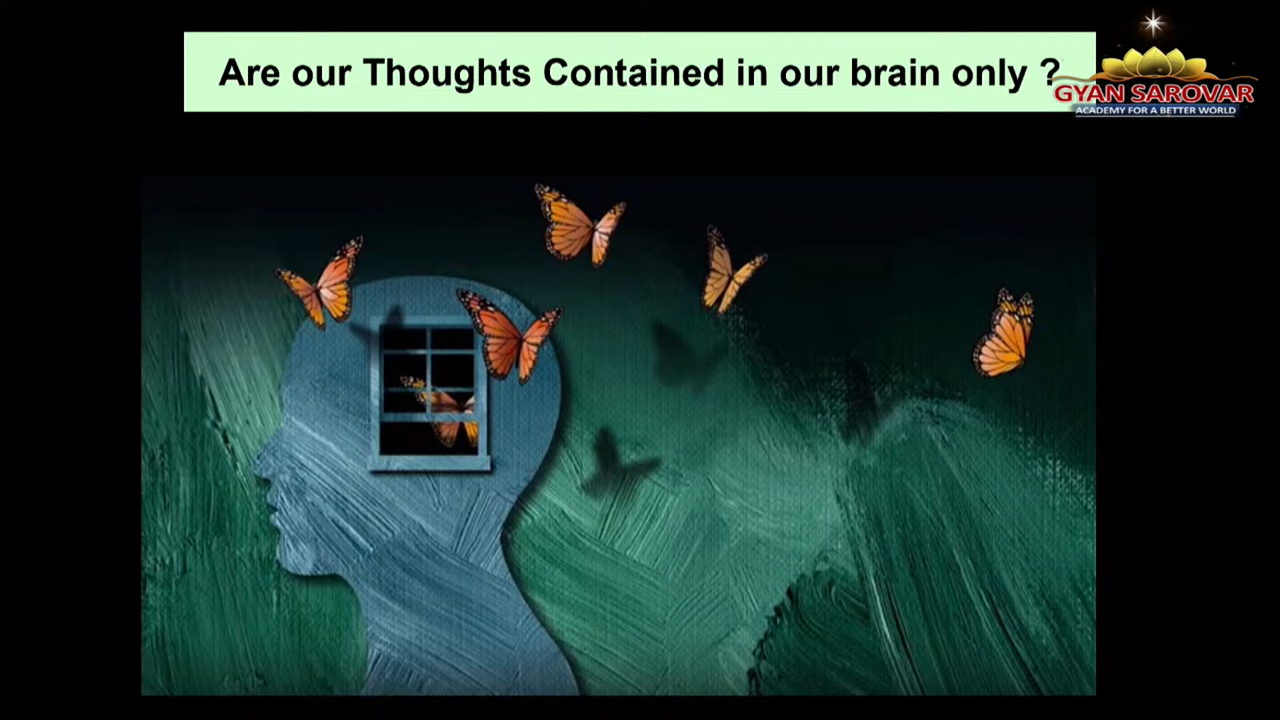 Are our Thoughts Contained in our brain only ?
GYAN SAROVAR
ACADEMY FOR A BETTER WORLD